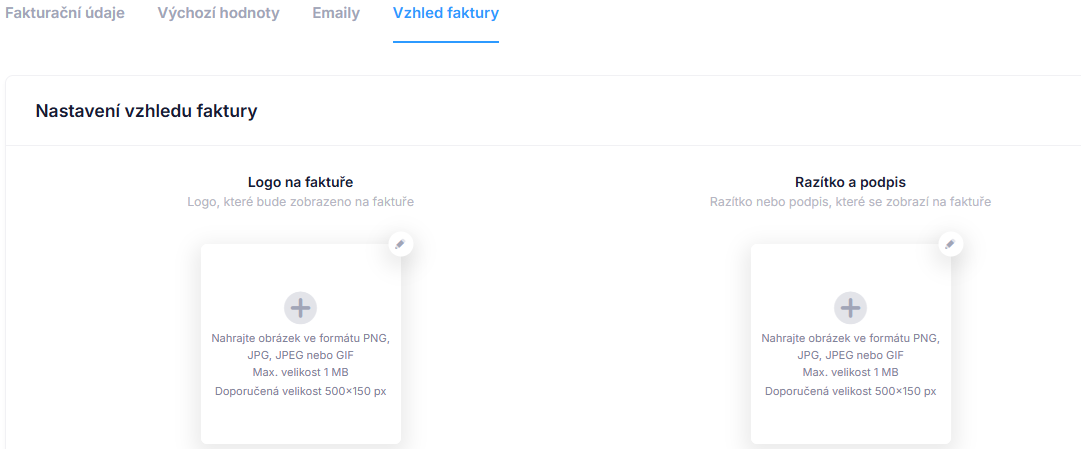 Fakturační údaje Výchozí hodnoty Emaily Vzhled faktury
Nastavení vzhledu faktury
Logo na faktuře
Logo, které bude zobrazeno na faktuře
Nahrajte obrázek ve formátu PNG,
JPG, JPEG nebo GIF
Max. velikost 1 MB
Doporučená velikost 500×150 px
Razítko a podpis
Razítko nebo podpis, které se zobrazí na faktuře
Nahrajte obrázek ve formátu PNG,
JPG, JPEG nebo GIF
Max. velikost 1 MB
Doporučená velikost 500×150 px